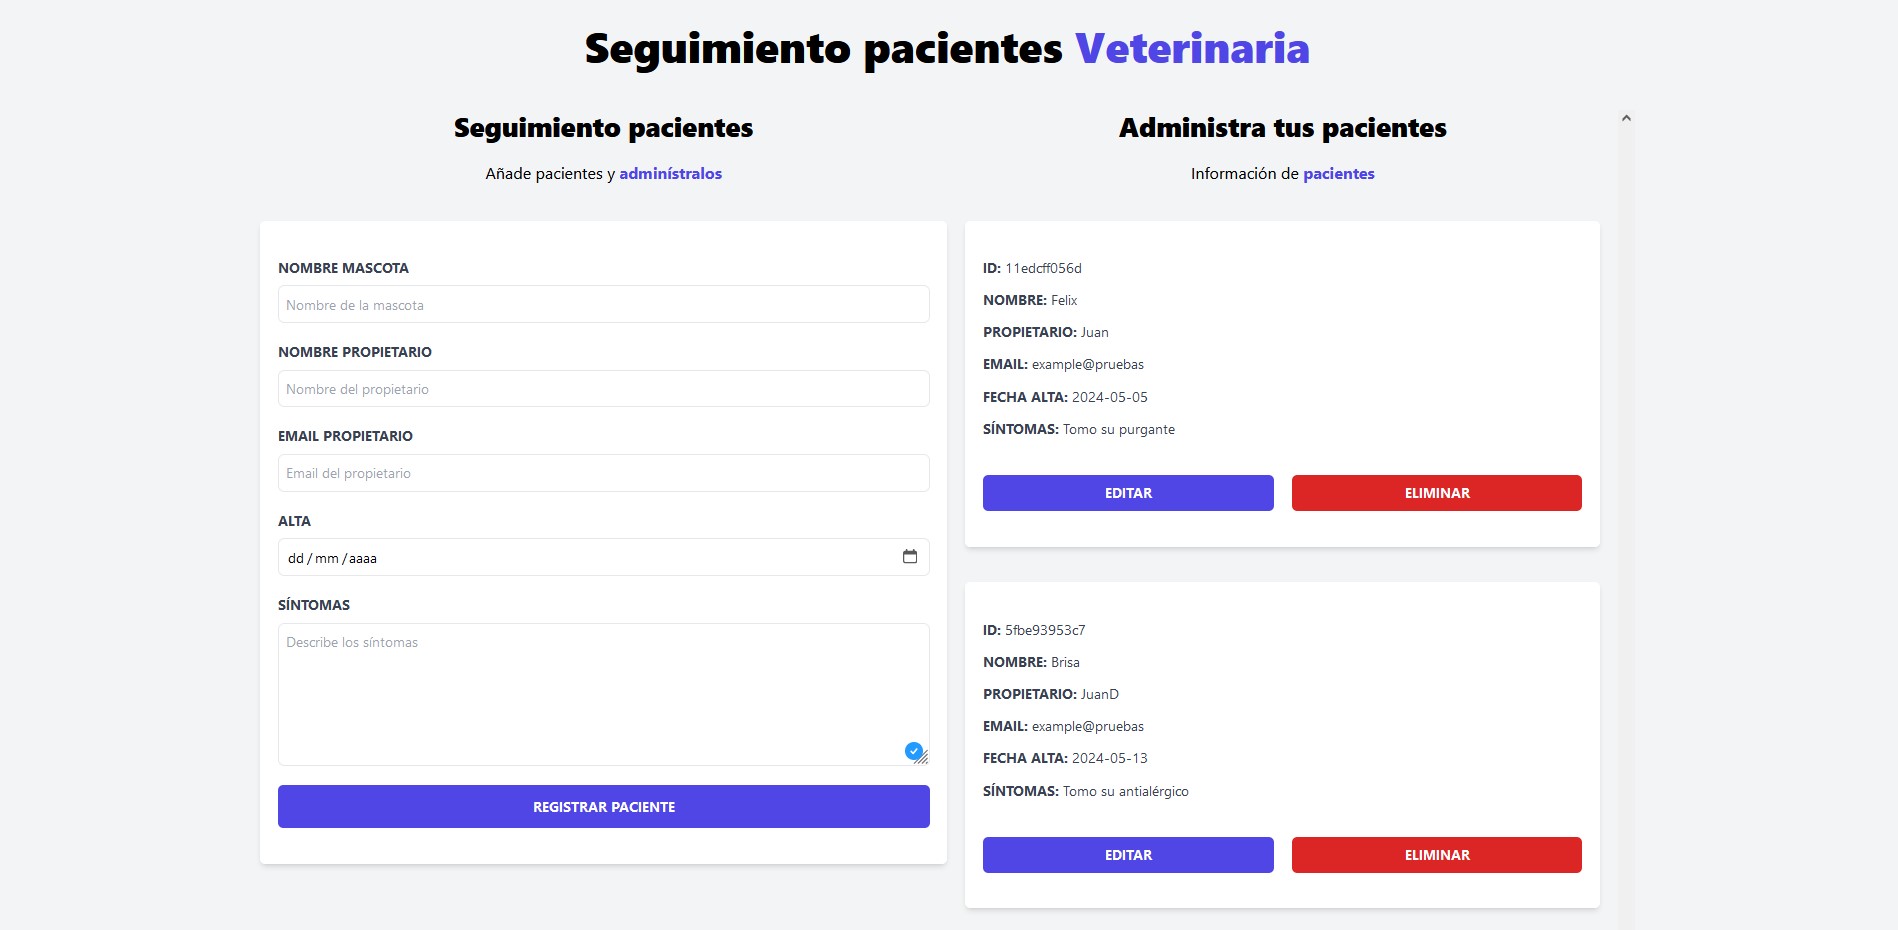 Seguimiento pacientes Veterinaria
Seguimiento pacientes
Añade pacientes y adminístralos
NOMBRE MASCOTA
Nombre de la mascota
NOMBRE PROPIETARIO
Nombre del propietario
EMAIL PROPIETARIO
Email del propietario
ALTA
dd/mm/aaaa
SÍNTOMAS
Describe los síntomas
REGISTRAR PACIENTE
Administra tus pacientes
Información de pacientes
ID: 11edcff056d
NOMBRE: Felix
PROPIETARIO: Juan
EMAIL: example@pruebas
FECHA ALTA: 2024-05-05
SÍNTOMAS: Tomo su purgante
EDITAR ELIMINAR
ID: 5fbe93953c7
NOMBRE: Brisa
PROPIETARIO: JuanD
EMAIL: example@pruebas
FECHA ALTA: 2024-05-13
SÍNTOMAS: Tomo su antialérgico
EDITAR ELIMINAR